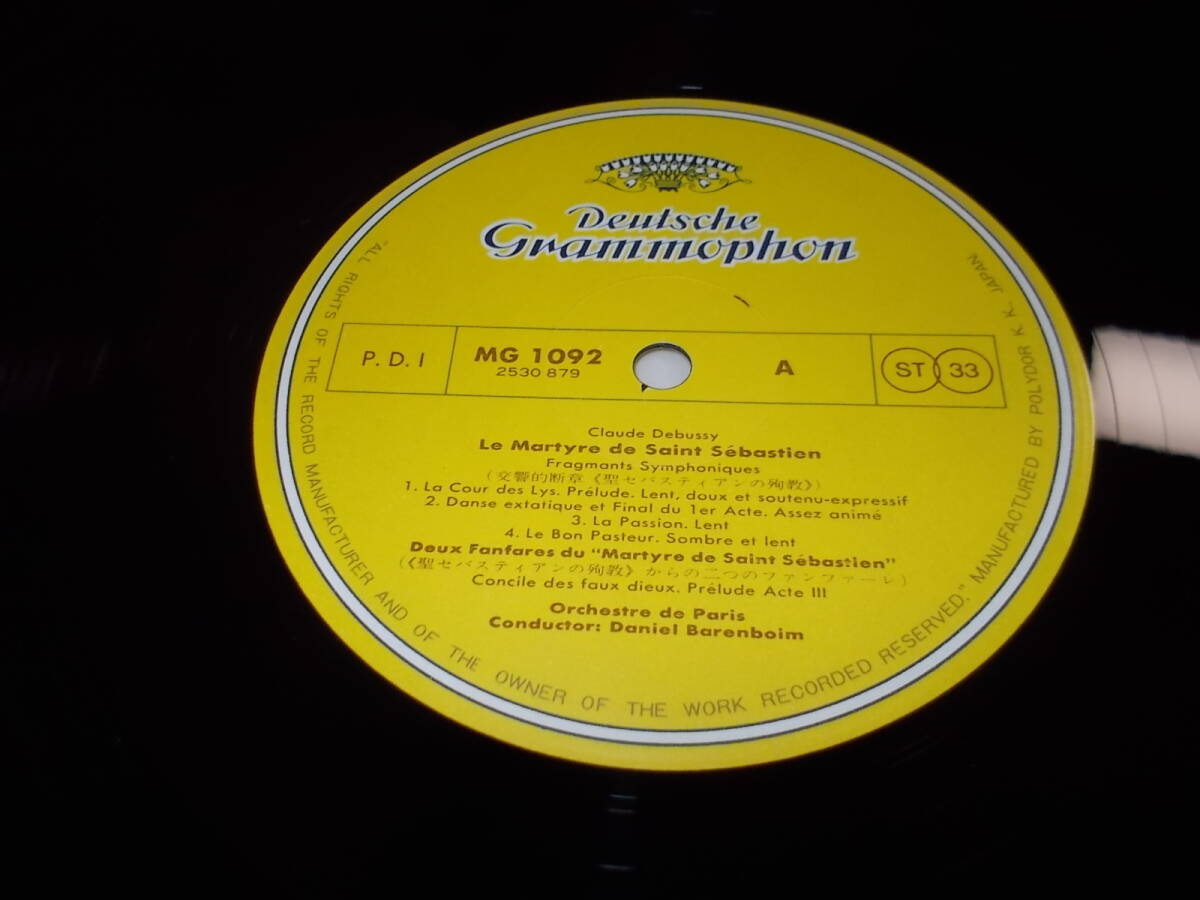 Deutsche
Grammophon
P. D. I
MG 1092
2530 879
A
ST 33
Claude Debussy
Le Martyre de Saint Sébastien
Fragmants Symphoniques
(交響的断章《聖セバスティアンの殉教》)
1. La Cour des Lys. Prélude. Lent, doux et soutenu-expressif
2. Danse extatique et Final du 1er Acte. Assez animé
3. La Passion. Lent
4. Le Bon Pasteur. Sombre et lent
Deux Fanfares du "Martyre de Saint Sébastien"
(《聖セバスティアンの殉教》からの二つのファンファーレ)
Concile des faux dieux. Prélude Acte III
Orchestre de Paris
Conductor: Daniel Barenboim
"ALL RIGHTS OF THE RECORD MANUFACTURER AND OF THE OWNER OF THE WORK RECORDED RESERVED." MANUFACTURED BY POLYDOR K. K., JAPAN